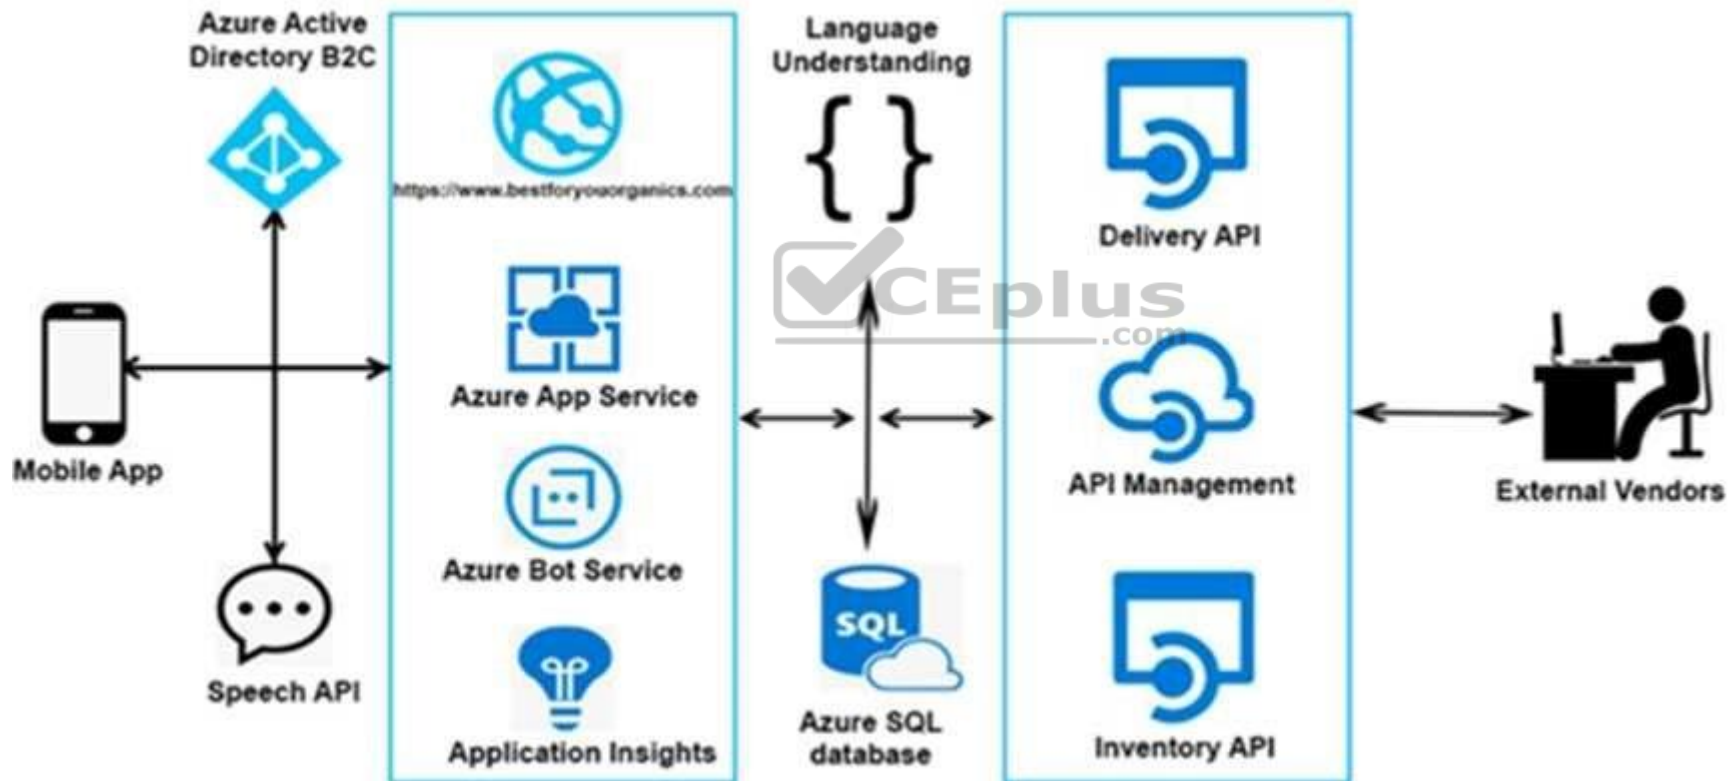 Azure Active
Directory B2C
https://www.bestforyouorganics.com
Language
Understanding
{ }
Delivery API
CEplus
.com
Azure App Service
API Management
Mobile App
External Vendors
Azure Bot Service
SQL
Speech API
Application Insights
Azure SQL
database
Inventory API